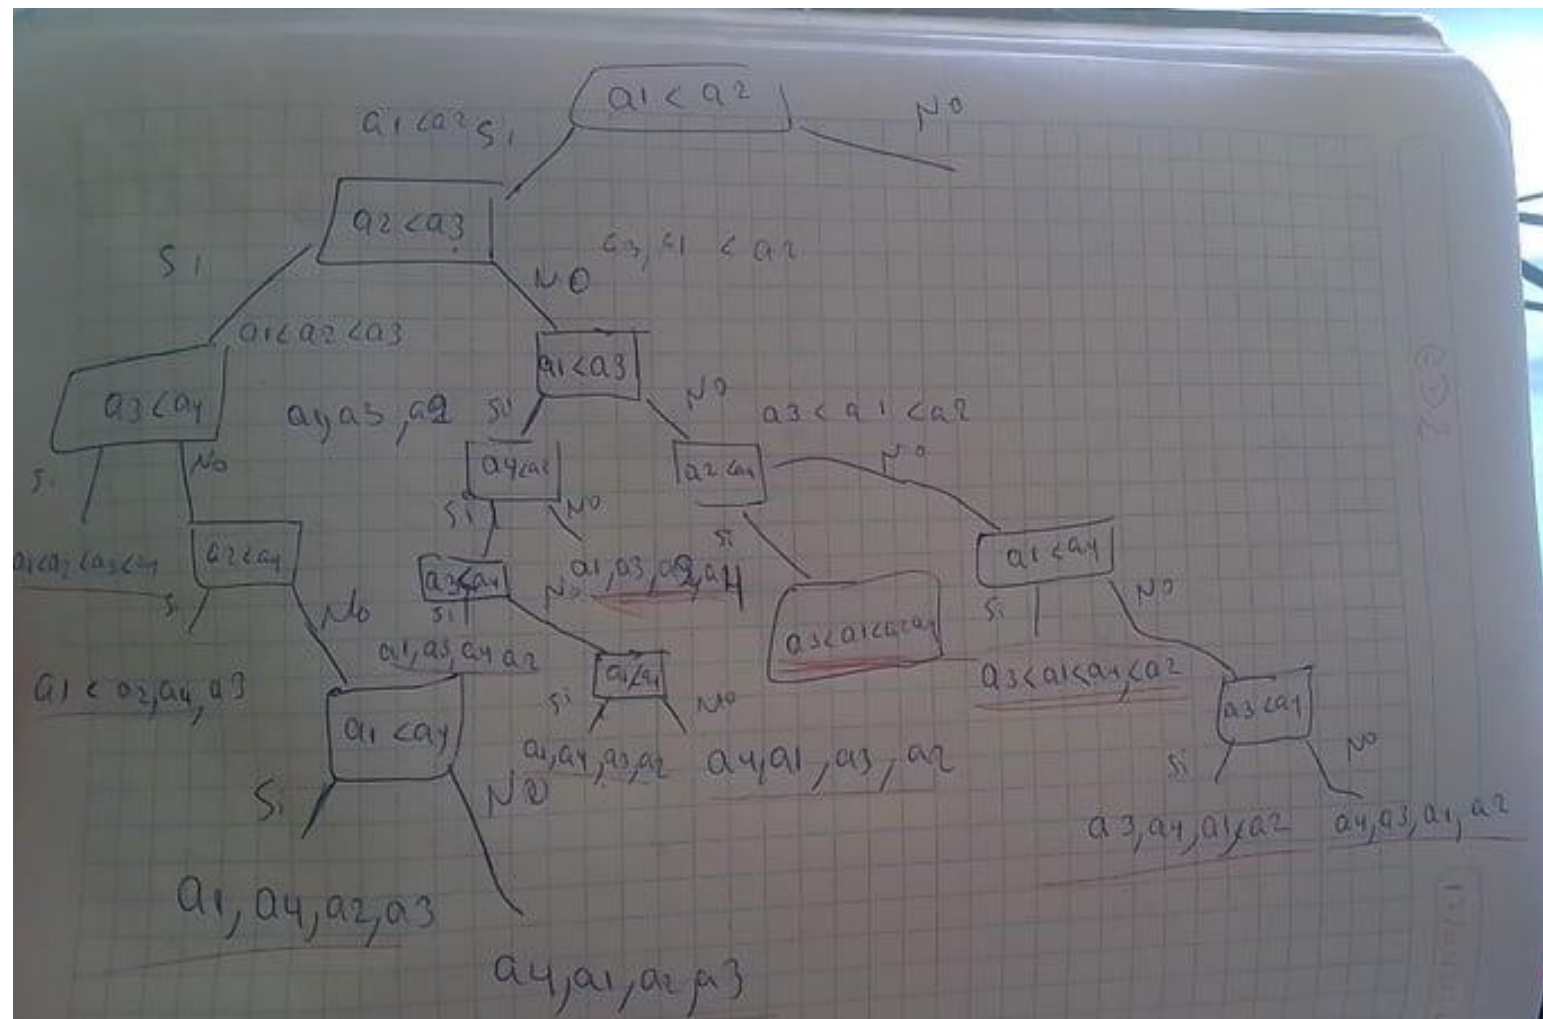 a1 < a2
NO
a1 < a2 Si
a2 < a3
a3, a1 < a2
Si
NO
a1 < a2 < a3
a1 < a3
a3 < a4
a1, a3, a2
Si
NO
a3 < a1 < a2
Si
No
a4 < a2
a2 < a4
NO
Si
NO
Si
a1 < a2 < a3 < a4
a2 < a4
a3 < a4
No
a1, a3, a2, a4
a1 < a4
Si
No
Si
a3 < a1 < a2 < a4
Si
NO
a1 < a2, a4, a3
a1, a3, a4 a2
a3 < a1 < a4 < a2
a1 < a4
Si
NO
a3 < a4
Si
NO
a1, a4, a3, a2
a4, a1, a3, a2
Si
NO
a3, a4, a1, a2
a4, a3, a1, a2
a1, a4, a2, a3
a4, a1, a2, a3